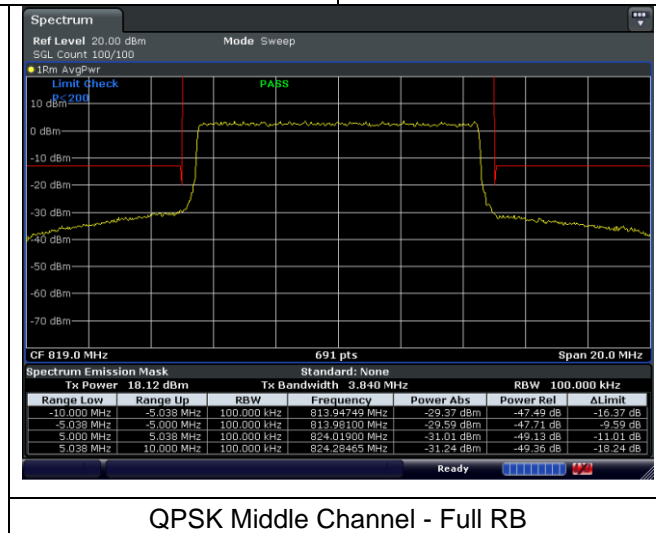 Spectrum
Ref Level 20.00 dBm Mode Sweep
SGL Count 100/100
1Rm AvgPwr
Limit Check PASS
P<200
10 dBm
0 dBm
-10 dBm
-20 dBm
-30 dBm
-40 dBm
-50 dBm
-60 dBm
-70 dBm
CF 819.0 MHz 691 pts Span 20.0 MHz
Spectrum Emission Mask Standard: None
Tx Power 18.12 dBm Tx Bandwidth 3.840 MHz RBW 100.000 kHz
Range Low Range Up RBW Frequency Power Abs Power Rel ΔLimit
-10.000 MHz -5.038 MHz 100.000 kHz 813.94749 MHz -29.37 dBm -47.49 dB -16.37 dB
-5.038 MHz -5.000 MHz 100.000 kHz 813.98100 MHz -29.59 dBm -47.71 dB -9.59 dB
5.000 MHz 5.038 MHz 100.000 kHz 824.01900 MHz -31.01 dBm -49.13 dB -11.01 dB
5.038 MHz 10.000 MHz 100.000 kHz 824.28465 MHz -31.24 dBm -49.36 dB -18.24 dB
Ready
QPSK Middle Channel - Full RB